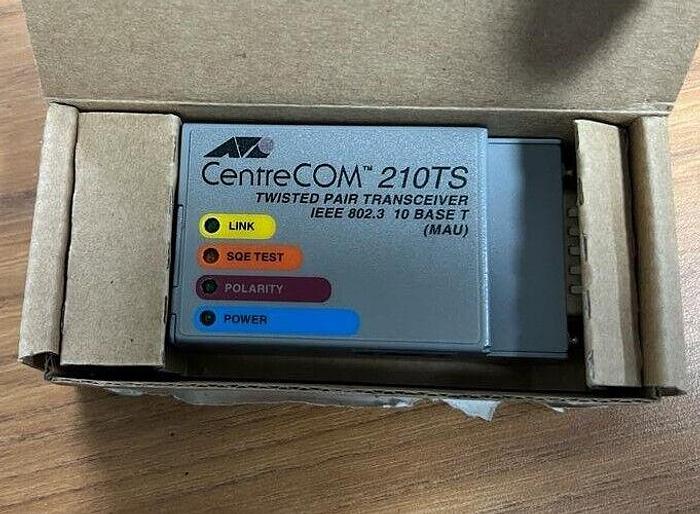 CentreCOM™ 210TS
TWISTED PAIR TRANSCEIVER
IEEE 802.3 10 BASE T
(MAU)
LINK
SQE TEST
POLARITY
POWER